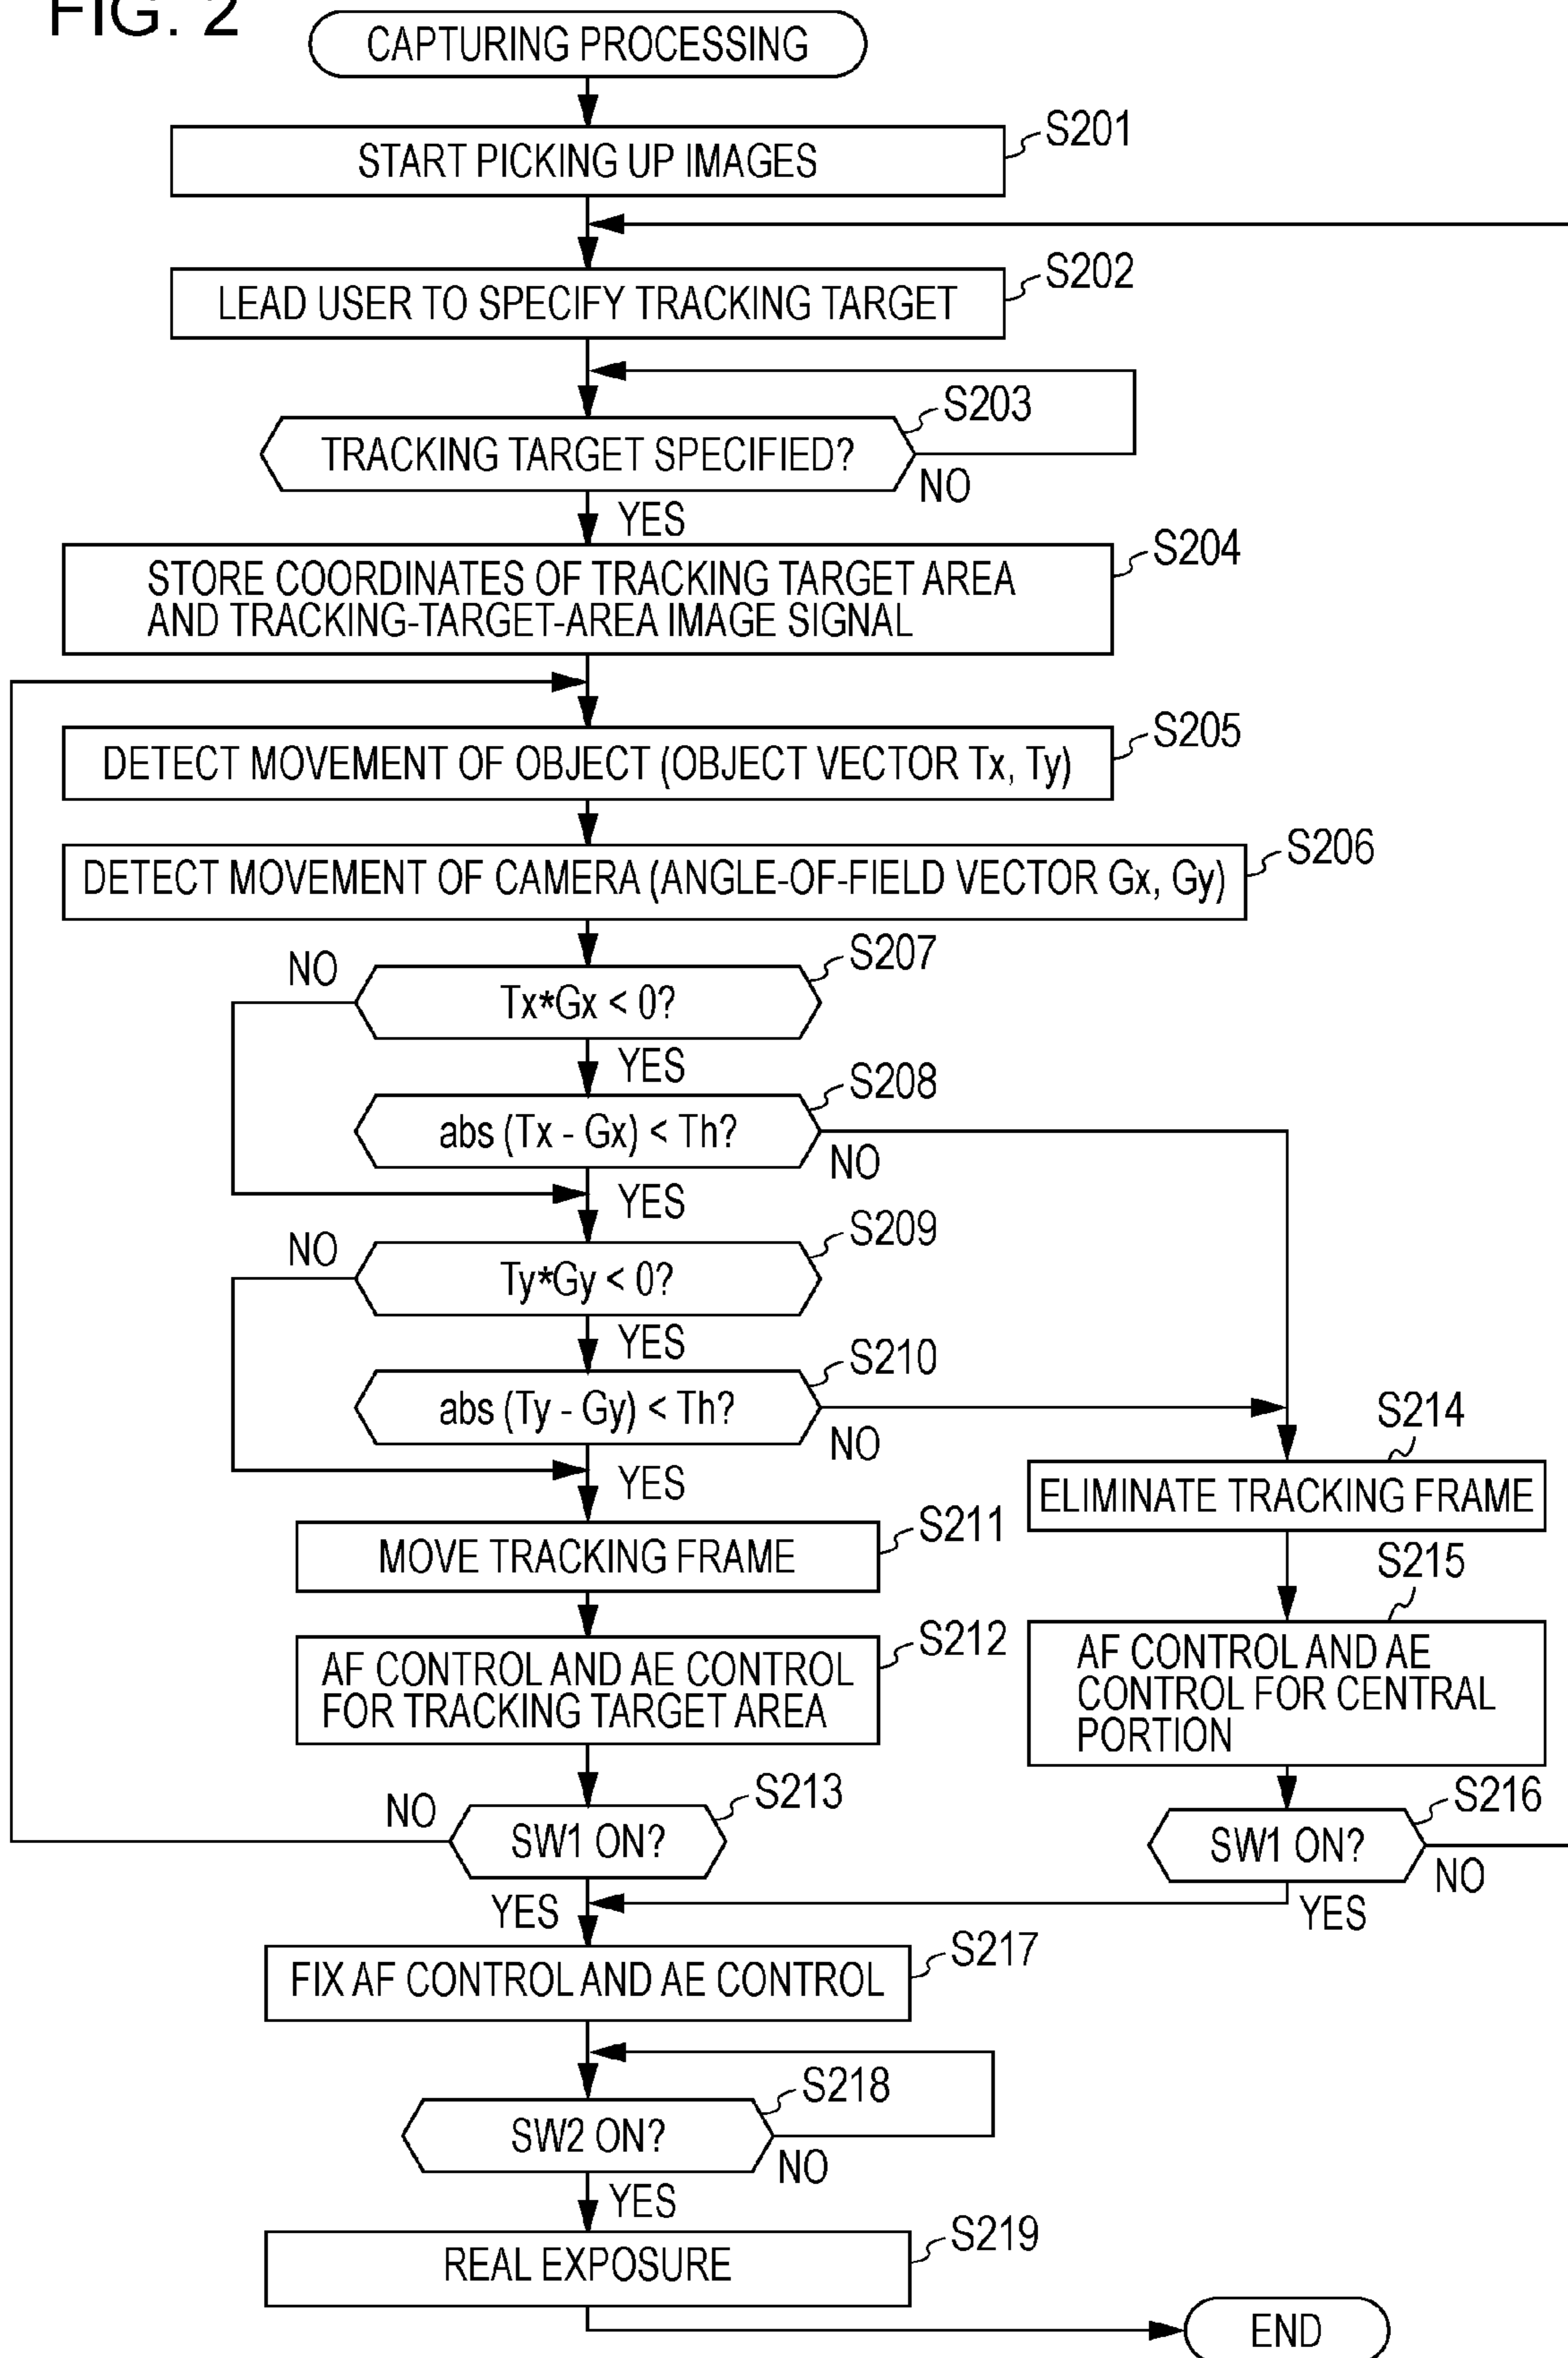 FIG. 2
CAPTURING PROCESSING
S201
START PICKING UP IMAGES
S202
LEAD USER TO SPECIFY TRACKING TARGET
S203
TRACKING TARGET SPECIFIED?
NO
YES
S204
STORE COORDINATES OF TRACKING TARGET AREA
AND TRACKING-TARGET-AREA IMAGE SIGNAL
S205
DETECT MOVEMENT OF OBJECT (OBJECT VECTOR Tx, Ty)
S206
DETECT MOVEMENT OF CAMERA (ANGLE-OF-FIELD VECTOR Gx, Gy)
S207
NO
Tx*Gx < 0?
YES
S208
abs (Tx - Gx) < Th?
NO
YES
S209
NO
Ty*Gy < 0?
YES
S210
abs (Ty - Gy) < Th?
NO
YES
S211
MOVE TRACKING FRAME
S212
AF CONTROL AND AE CONTROL
FOR TRACKING TARGET AREA
S213
NO
SW1 ON?
YES
S214
ELIMINATE TRACKING FRAME
S215
AF CONTROL AND AE
CONTROL FOR CENTRAL
PORTION
S216
SW1 ON?
NO
YES
S217
FIX AF CONTROL AND AE CONTROL
S218
SW2 ON?
NO
YES
S219
REAL EXPOSURE
END